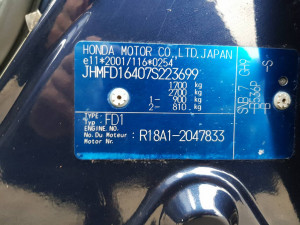 HONDA MOTOR CO.,LTD.JAPAN
e11*2001/116*0254
JHMFD16407S223699
1700 kg
2700 kg
1- 900 kg
2- 810 kg
TYPE
Typ : FD1
ENGINE NO.
No. Du Moteur : R18A1-2047833
Motor Nr.